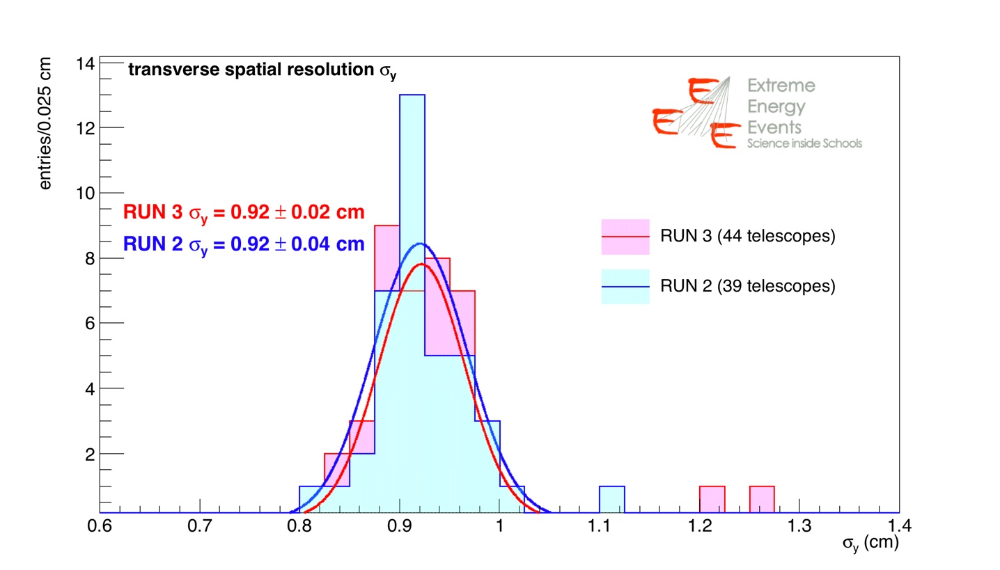 entries/0.025 cm
14
12
10
8
6
4
2
transverse spatial resolution σy
Extreme
Energy
Events
Science inside Schools
RUN 3 σy = 0.92 ± 0.02 cm
RUN 2 σy = 0.92 ± 0.04 cm
RUN 3 (44 telescopes)
RUN 2 (39 telescopes)
0.6 0.7 0.8 0.9 1 1.1 1.2 1.3 1.4
σy (cm)